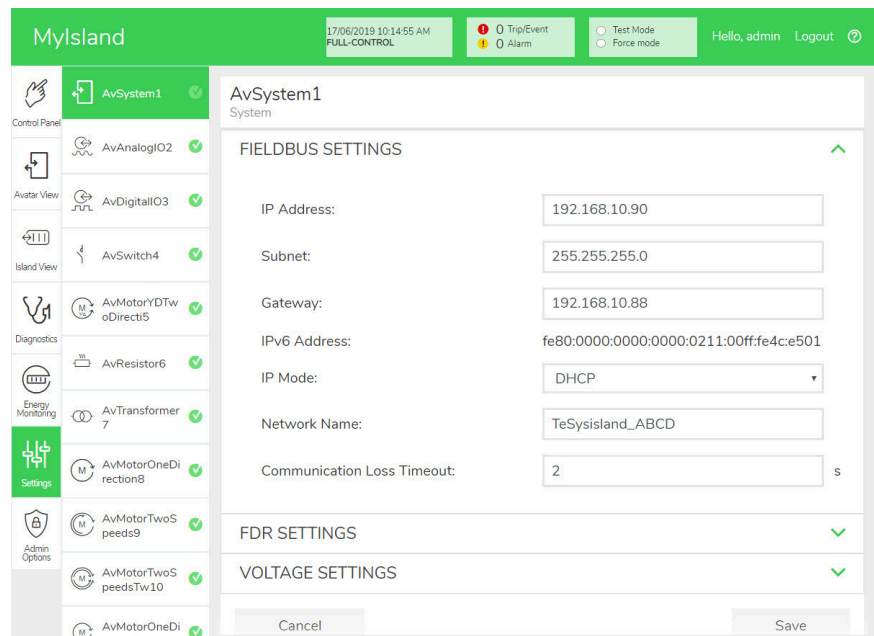 MyIsland
17/06/2019 10:14:55 AM
FULL-CONTROL
0 Trip/Event
0 Alarm
Test Mode
Force mode
Hello, admin
Logout
Control Panel
Avatar View
Island View
Diagnostics
Energy
Monitoring
Settings
Admin
Options
AvSystem1
AvAnalogIO2
AvDigitalIO3
AvSwitch4
AvMotorYDTw
oDirecti5
AvResistor6
AvTransformer
7
AvMotorOneDi
rection8
AvMotorTwoS
peeds9
AvMotorTwoS
peedsTw10
AvMotorOneDi
AvSystem1
System
FIELDBUS SETTINGS
IP Address: 192.168.10.90
Subnet: 255.255.255.0
Gateway: 192.168.10.88
IPv6 Address: fe80:0000:0000:0000:0211:00ff:fe4c:e501
IP Mode: DHCP
Network Name: TeSysisland_ABCD
Communication Loss Timeout: 2 s
FDR SETTINGS
VOLTAGE SETTINGS
Cancel
Save